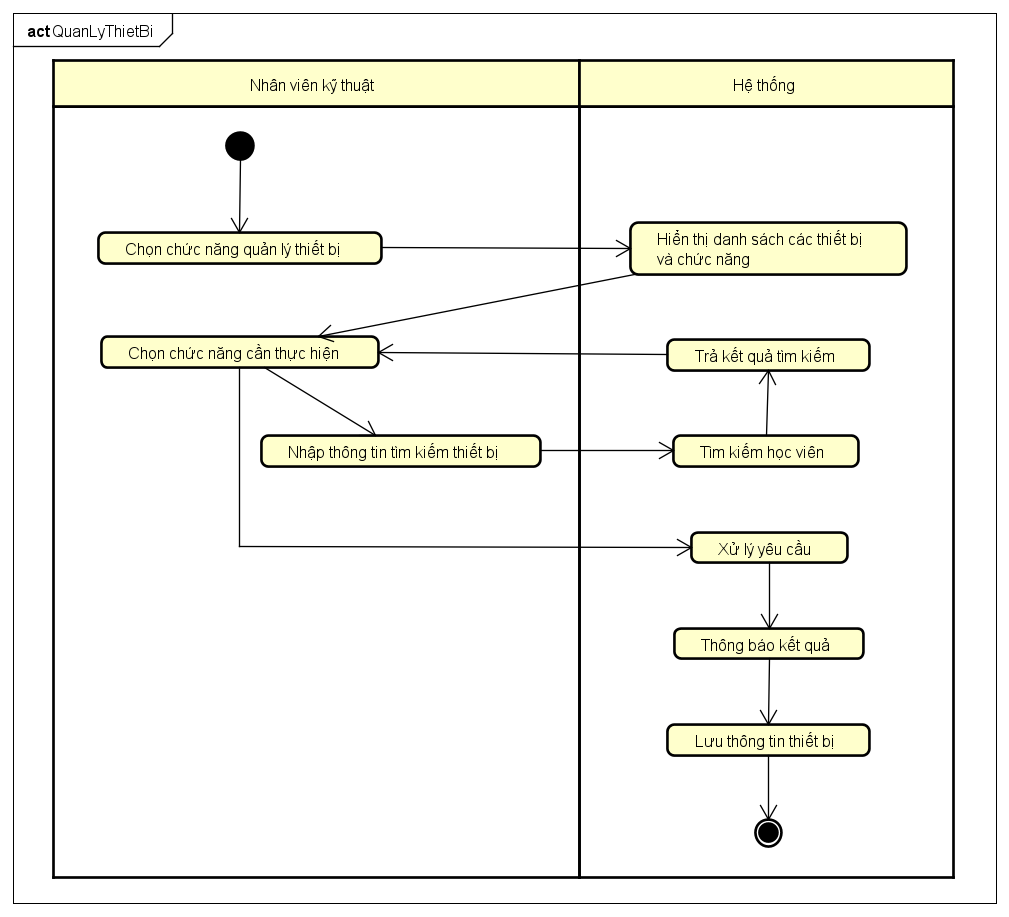 act QuanLyThietBi
Nhân viên kỹ thuật
Hệ thống
Chọn chức năng quản lý thiết bị
Hiển thị danh sách các thiết bị
và chức năng
Chọn chức năng cần thực hiện
Trả kết quả tìm kiếm
Nhập thông tin tìm kiếm thiết bị
Tìm kiếm học viên
Xử lý yêu cầu
Thông báo kết quả
Lưu thông tin thiết bị